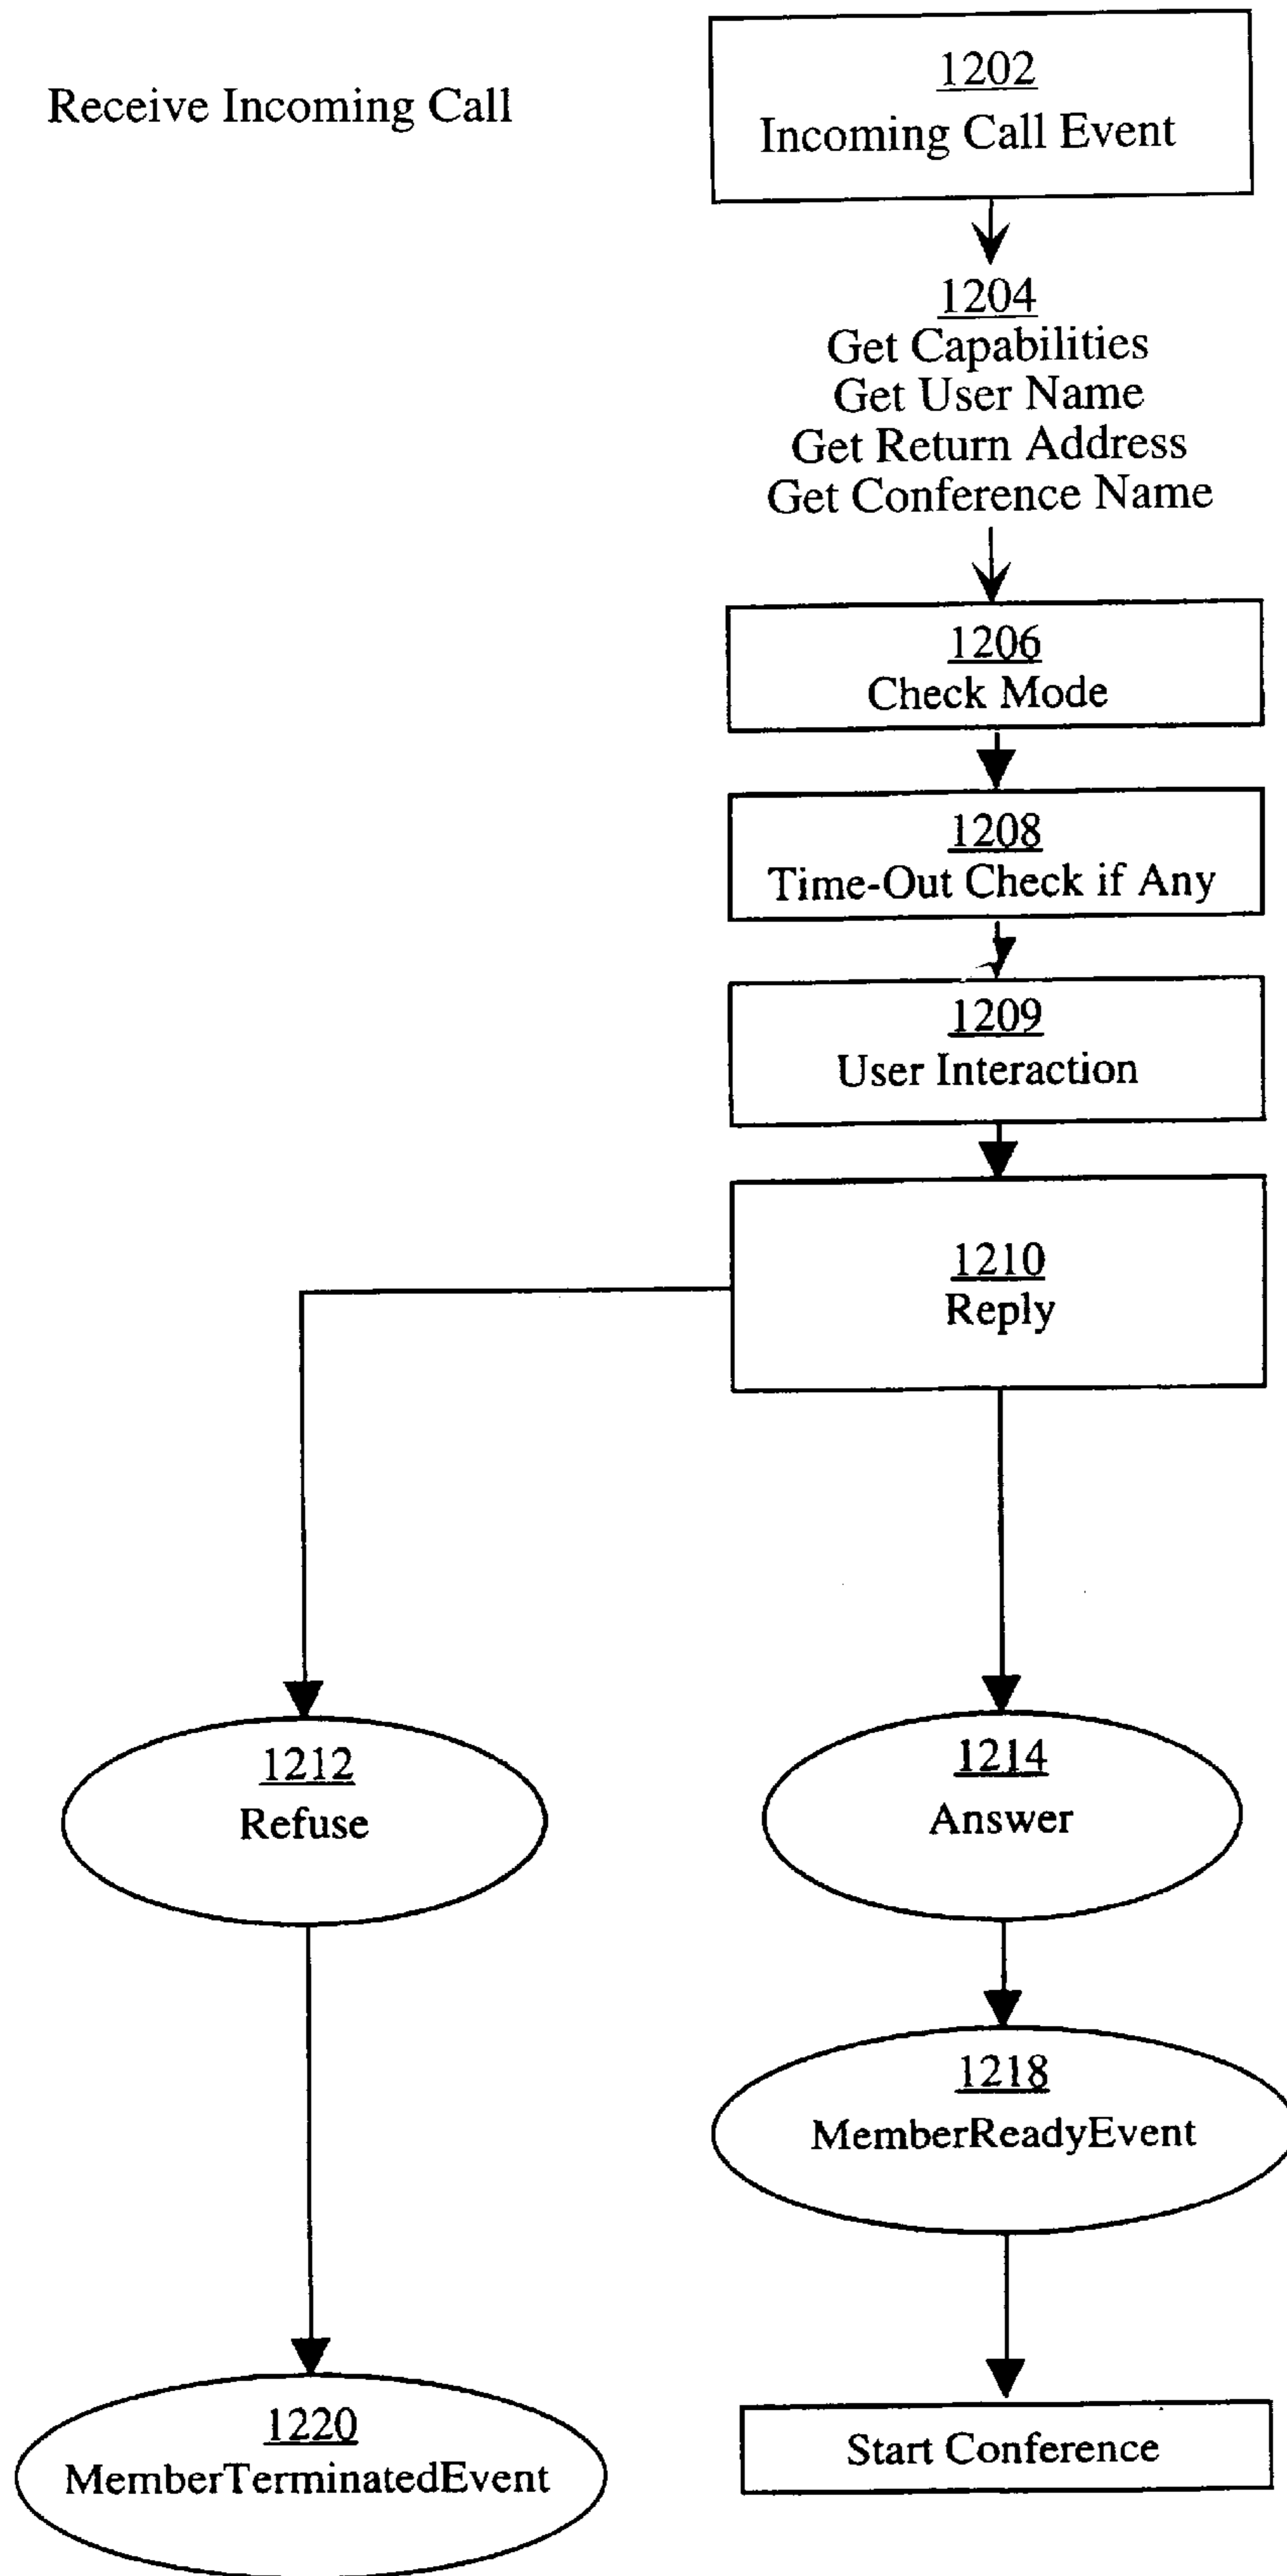 Receive Incoming Call
1202
Incoming Call Event
1204
Get Capabilities
Get User Name
Get Return Address
Get Conference Name
1206
Check Mode
1208
Time-Out Check if Any
1209
User Interaction
1210
Reply
1212
Refuse
1214
Answer
1218
MemberReadyEvent
1220
MemberTerminatedEvent
Start Conference